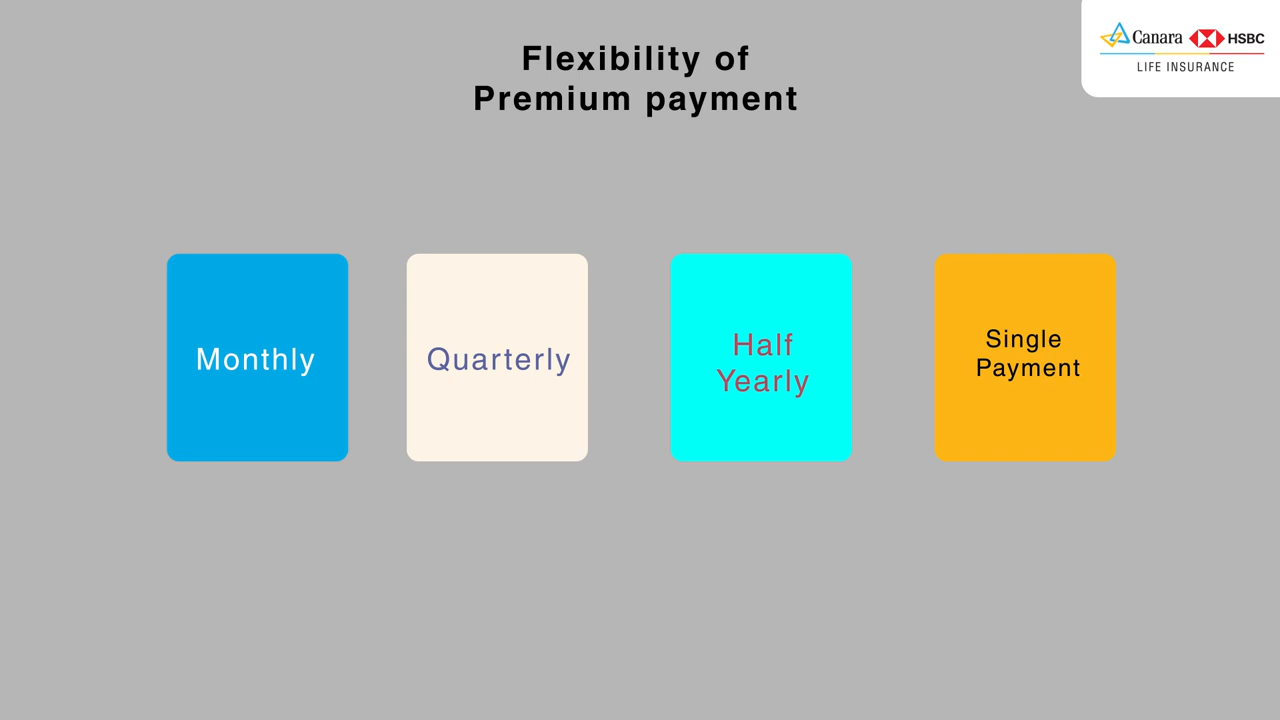 Flexibility of
Premium payment
Canara HSBC
LIFE INSURANCE
Monthly
Quarterly
Half
Yearly
Single
Payment